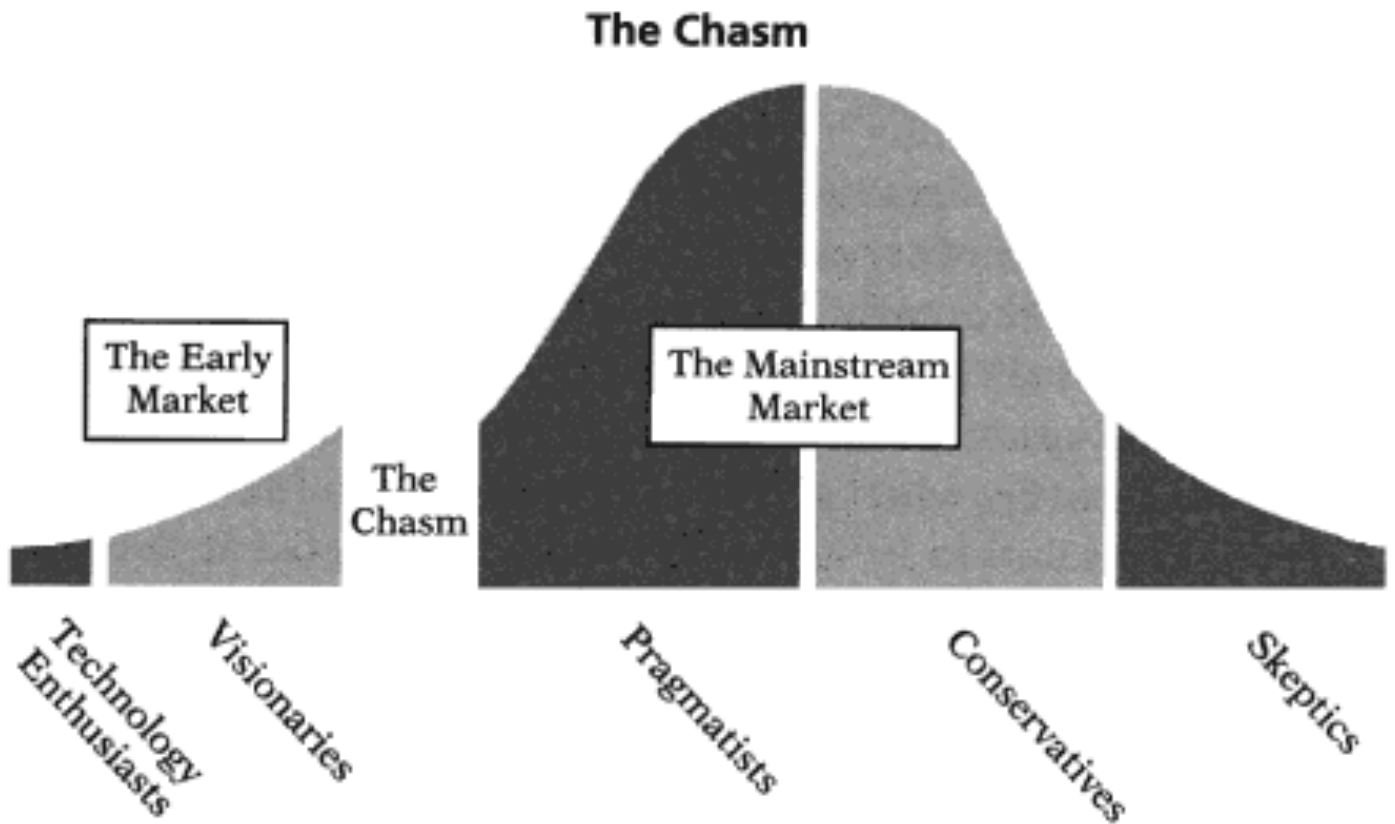 The Chasm
The Early
Market
The Mainstream
Market
The
Chasm
Technology
Enthusiasts
Visionaries
Pragmatists
Conservatives
Skeptics